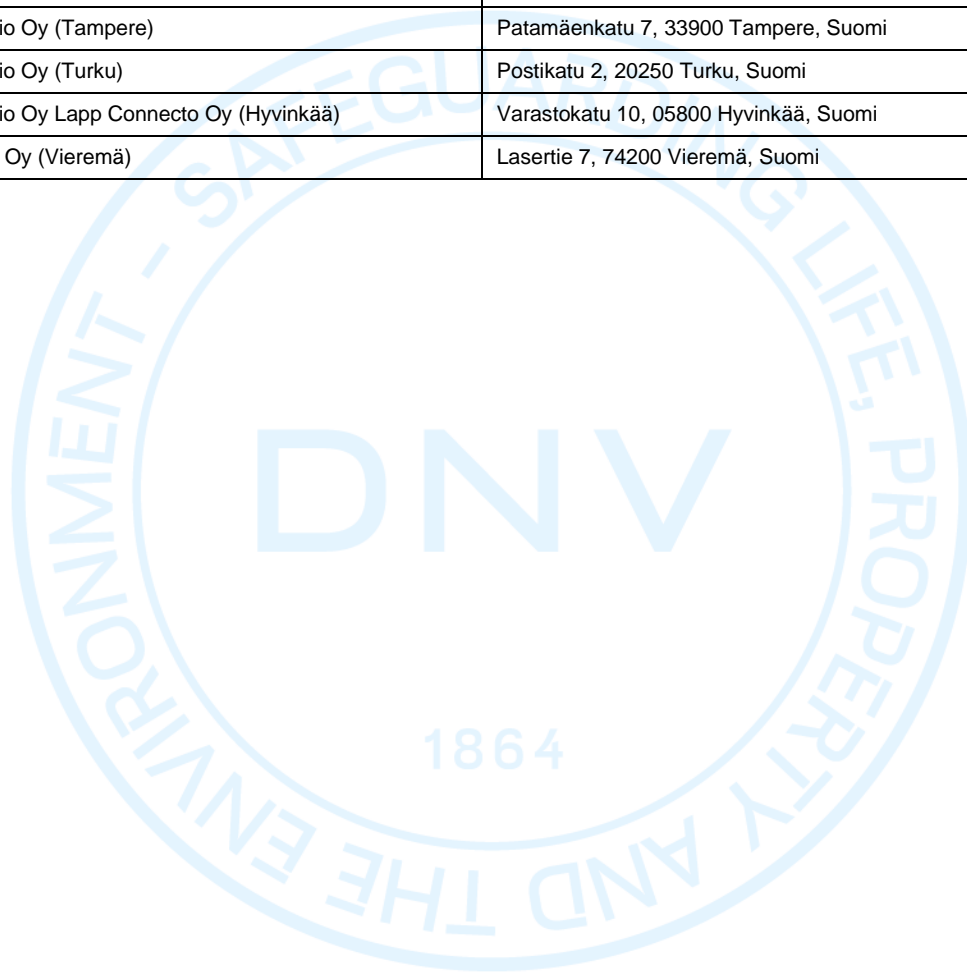 io Oy (Tampere) Patamäenkatu 7, 33900 Tampere, Suomi
io Oy (Turku) Postikatu 2, 20250 Turku, Suomi
io Oy Lapp Connecto Oy (Hyvinkää) Varastokatu 10, 05800 Hyvinkää, Suomi
Oy (Vieremä) Lasertie 7, 74200 Vieremä, Suomi
SAFEGUARDING LIFE, PROPERTY AND THE ENVIRONMENT -
DNV
1864